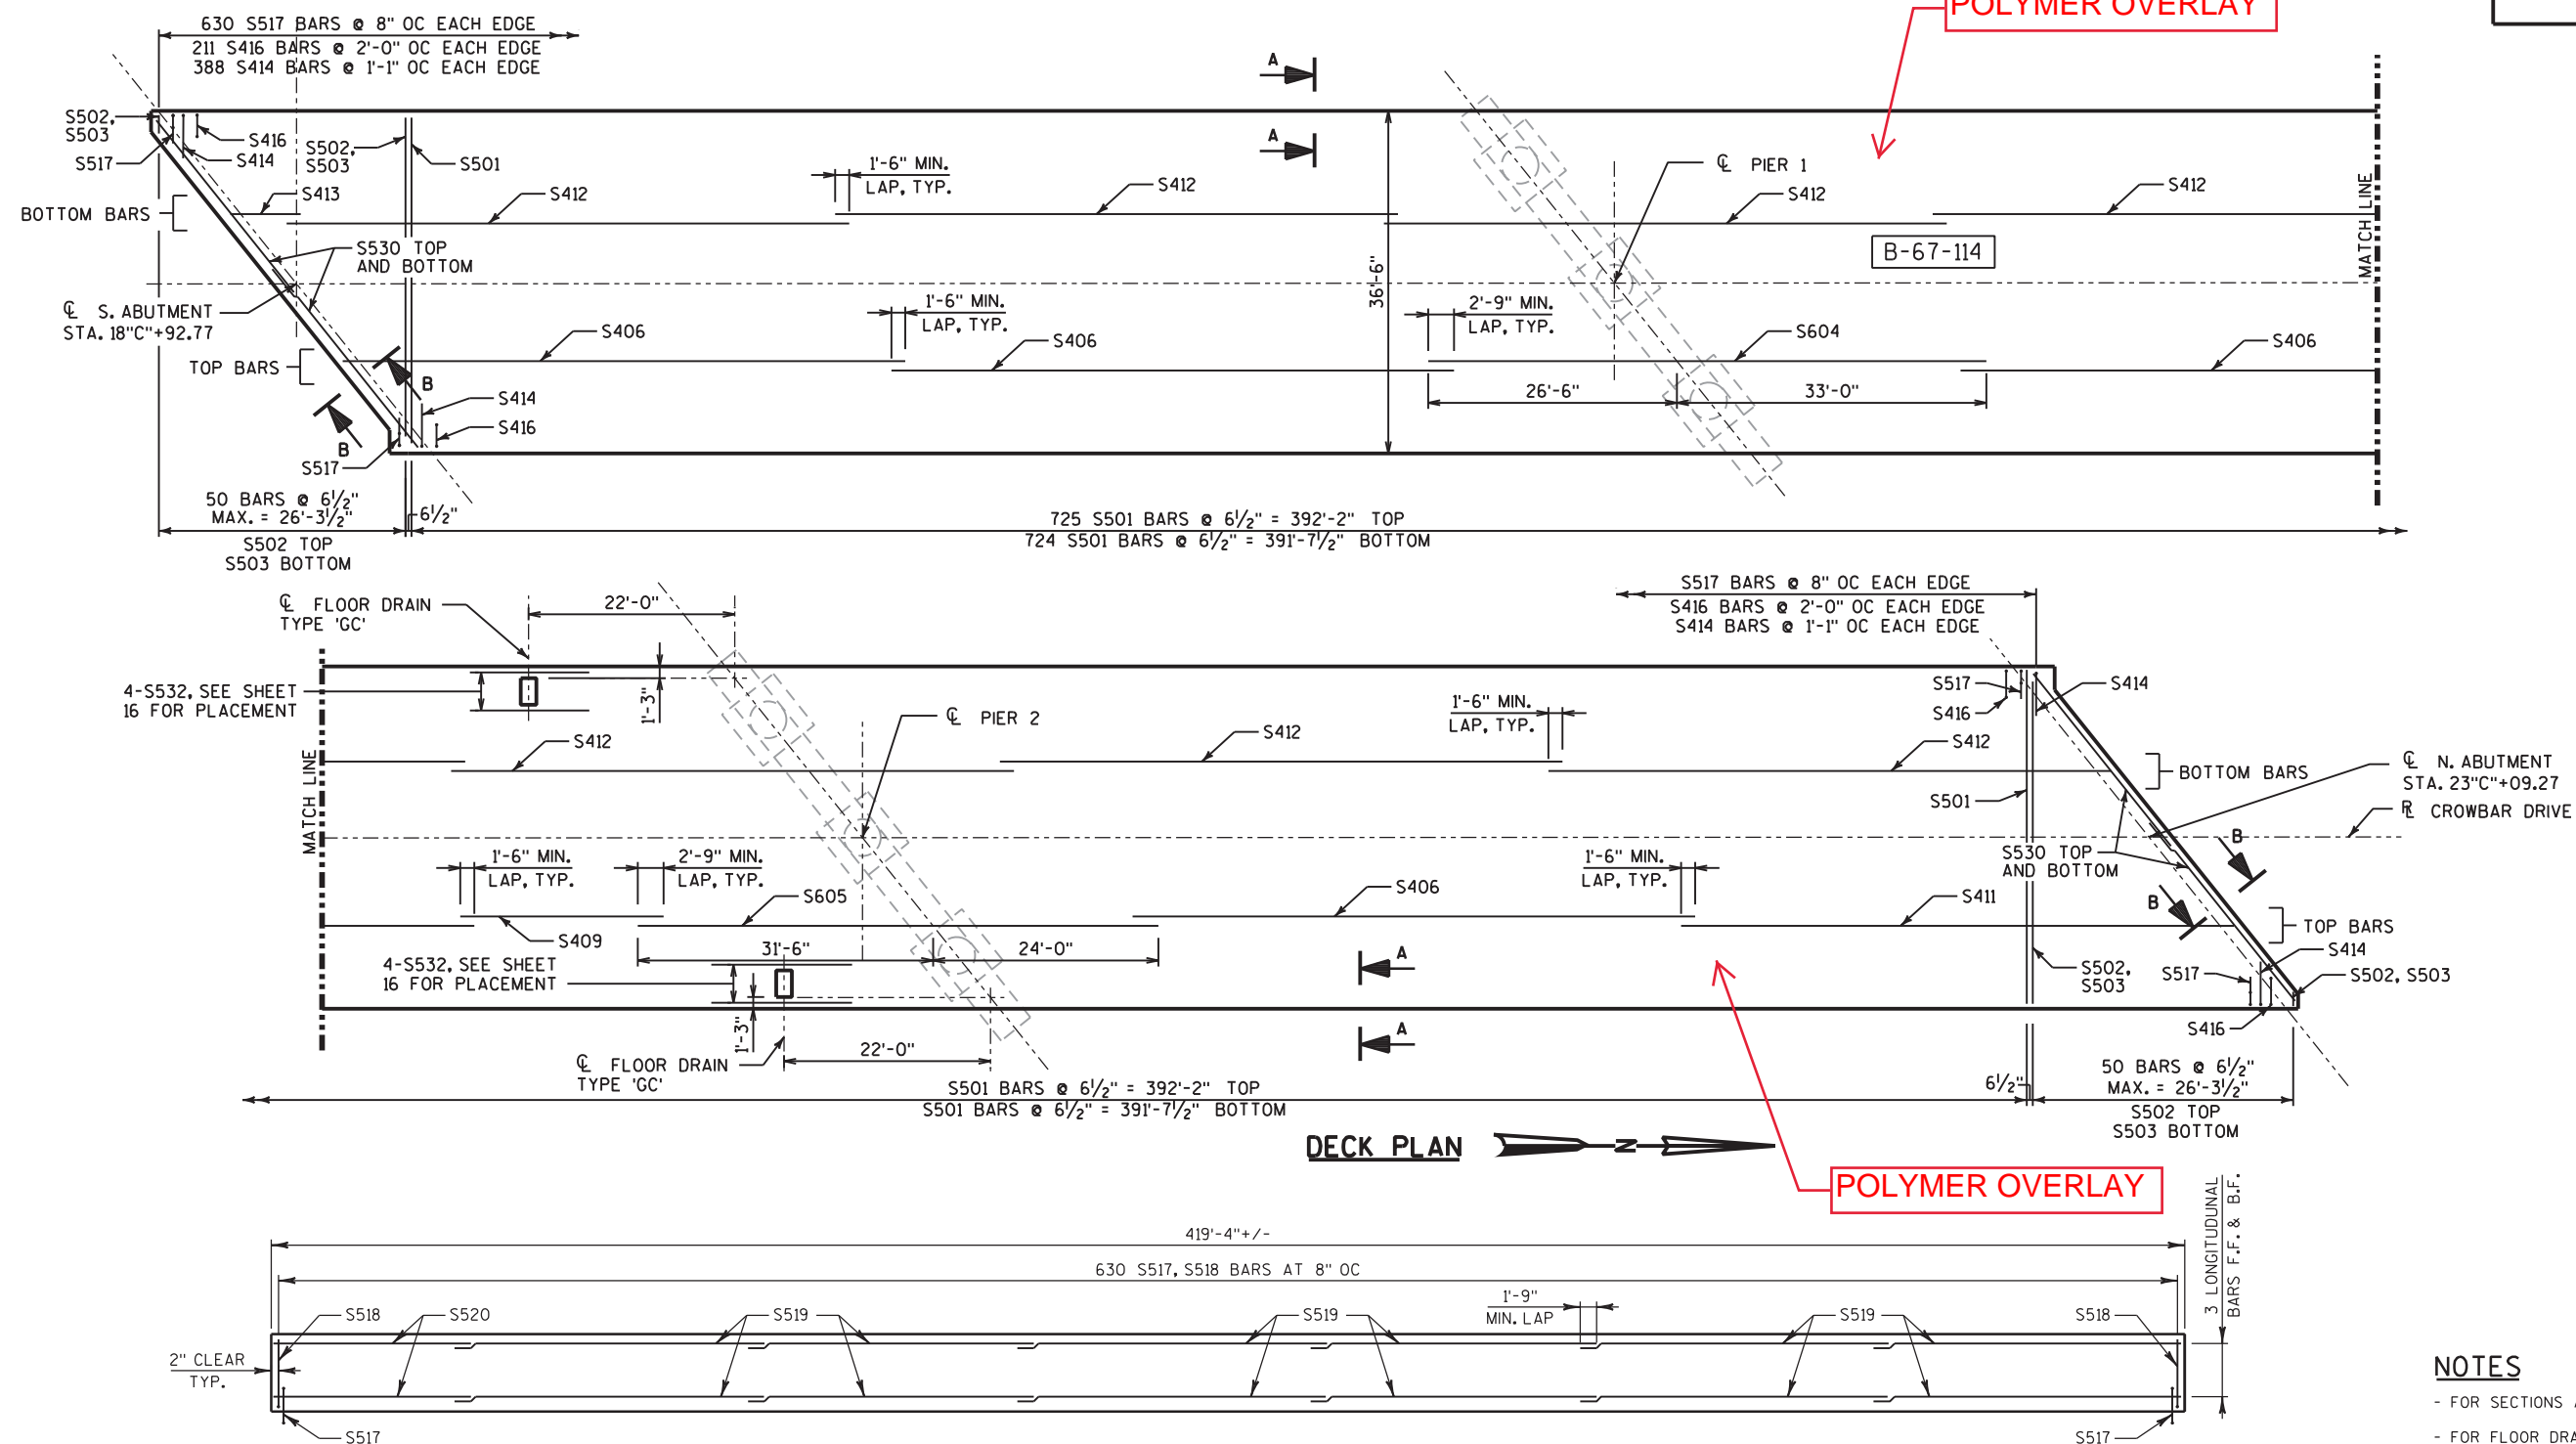 630 S517 BARS @ 8" OC EACH EDGE
211 S416 BARS @ 2'-0" OC EACH EDGE
388 S414 BARS @ 1'-1" OC EACH EDGE
POLYMER OVERLAY
A
A
S502,
S503
S517
S416
S414
S502,
S503
S501
S413
S412
1'-6" MIN.
LAP, TYP.
S412
℄ PIER 1
S412
S412
MATCH LINE
BOTTOM BARS
S530 TOP
AND BOTTOM
B-67-114
36'-6"
℄ S. ABUTMENT
STA. 18"C"+92.77
TOP BARS
S406
1'-6" MIN.
LAP, TYP.
S406
2'-9" MIN.
LAP, TYP.
S604
S406
26'-6"
33'-0"
B
B
S414
S416
S517
50 BARS @ 6½"
MAX. = 26'-3½"
6½"
S502 TOP
S503 BOTTOM
725 S501 BARS @ 6½" = 392'-2" TOP
724 S501 BARS @ 6½" = 391'-7½" BOTTOM
℄ FLOOR DRAIN
TYPE 'GC'
22'-0"
S517 BARS @ 8" OC EACH EDGE
S416 BARS @ 2'-0" OC EACH EDGE
S414 BARS @ 1'-1" OC EACH EDGE
4-S532, SEE SHEET
16 FOR PLACEMENT
1'-3"
℄ PIER 2
S412
S412
1'-6" MIN.
LAP, TYP.
S517
S416
S414
S412
S501
BOTTOM BARS
℄ N. ABUTMENT
STA. 23"C"+09.27
R̵L CROWBAR DRIVE
MATCH LINE
1'-6" MIN.
LAP, TYP.
2'-9" MIN.
LAP, TYP.
S605
S406
1'-6" MIN.
LAP, TYP.
S530 TOP
AND BOTTOM
B
B
S411
TOP BARS
S409
31'-6"
24'-0"
4-S532, SEE SHEET
16 FOR PLACEMENT
A
A
S502,
S503
S517
S414
S502, S503
S416
1'-3"
℄ FLOOR DRAIN
TYPE 'GC'
22'-0"
S501 BARS @ 6½" = 392'-2" TOP
S501 BARS @ 6½" = 391'-7½" BOTTOM
6½"
50 BARS @ 6½"
MAX. = 26'-3½"
S502 TOP
S503 BOTTOM
DECK PLAN
N
POLYMER OVERLAY
419'-4"+/-
630 S517, S518 BARS AT 8" OC
3 LONGITUDUNAL
BARS F.F. & B.F.
S518
S520
S519
S519
1'-9"
MIN. LAP
S519
S518
2" CLEAR
TYP.
S517
S517
NOTES
- FOR SECTIONS
- FOR FLOOR